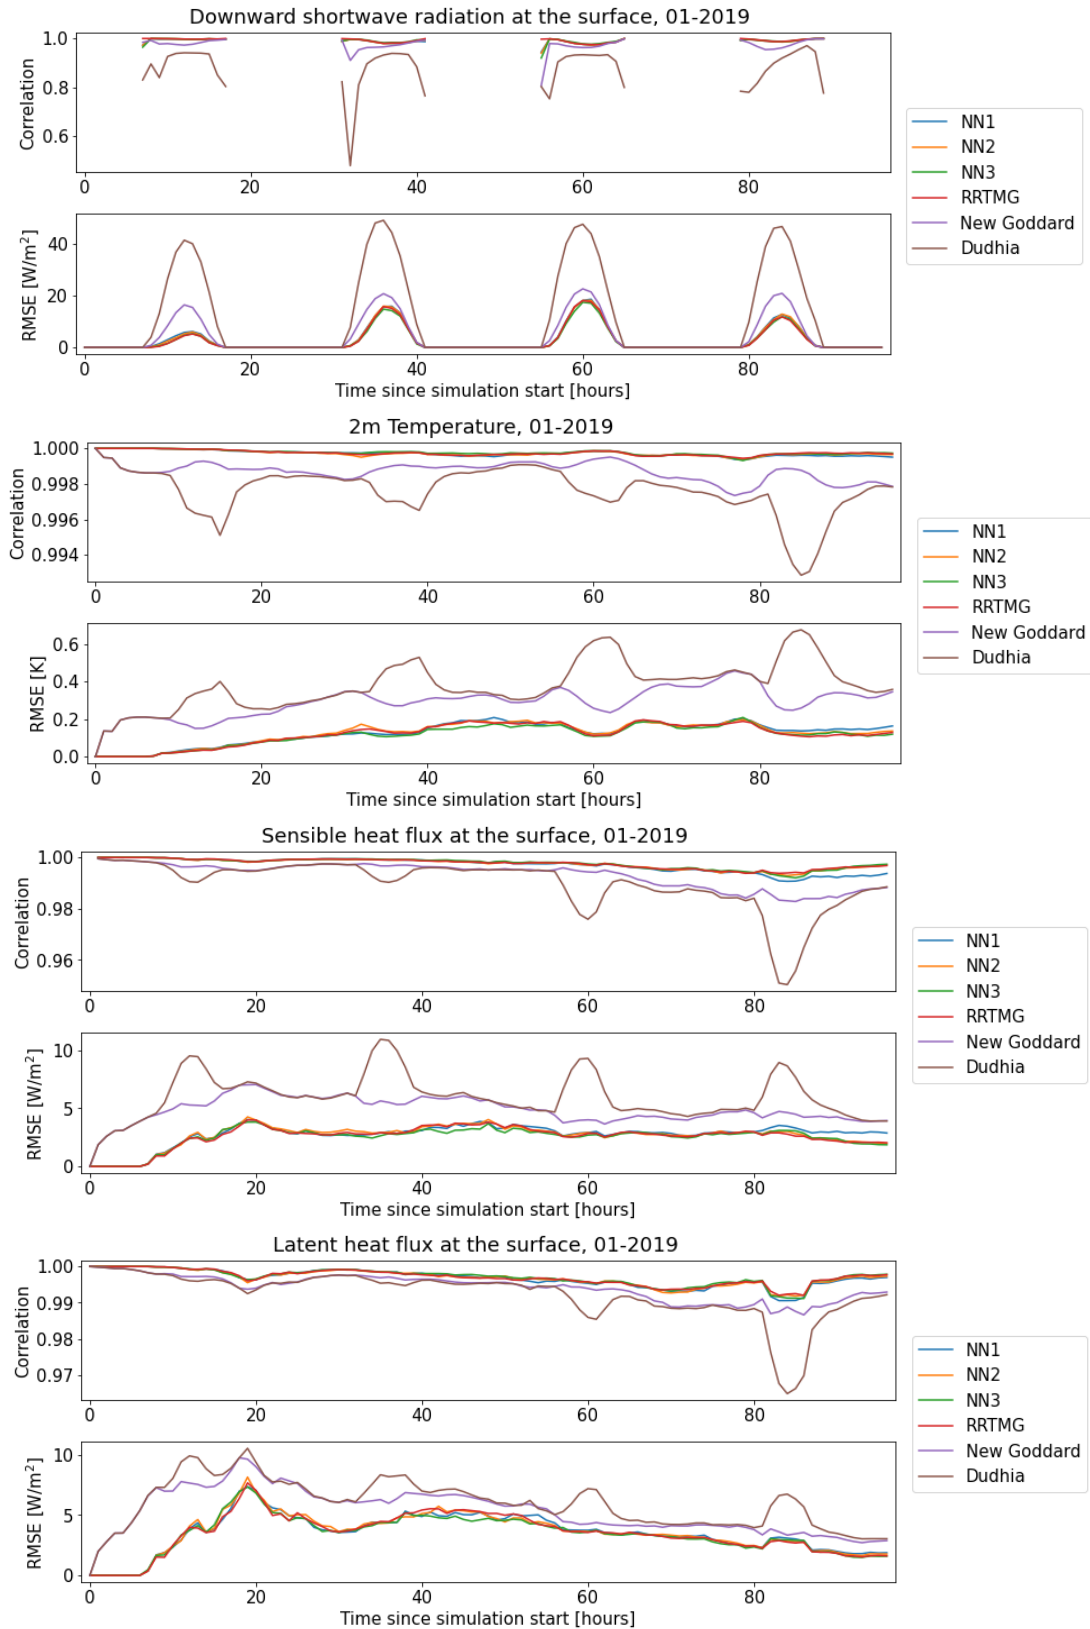 Downward shortwave radiation at the surface, 01-2019
1.0
0.8
0.6
Correlation
0 20 40 60 80
40
20
0
RMSE [W/m²]
0 20 40 60 80
Time since simulation start [hours]
NN1
NN2
NN3
RRTMG
New Goddard
Dudhia
2m Temperature, 01-2019
1.000
0.998
0.996
0.994
Correlation
0 20 40 60 80
0.6
0.4
0.2
0.0
RMSE [K]
0 20 40 60 80
Time since simulation start [hours]
NN1
NN2
NN3
RRTMG
New Goddard
Dudhia
Sensible heat flux at the surface, 01-2019
1.00
0.98
0.96
Correlation
0 20 40 60 80
10
5
0
RMSE [W/m²]
0 20 40 60 80
Time since simulation start [hours]
NN1
NN2
NN3
RRTMG
New Goddard
Dudhia
Latent heat flux at the surface, 01-2019
1.00
0.99
0.98
0.97
Correlation
0 20 40 60 80
10
5
0
RMSE [W/m²]
0 20 40 60 80
Time since simulation start [hours]
NN1
NN2
NN3
RRTMG
New Goddard
Dudhia